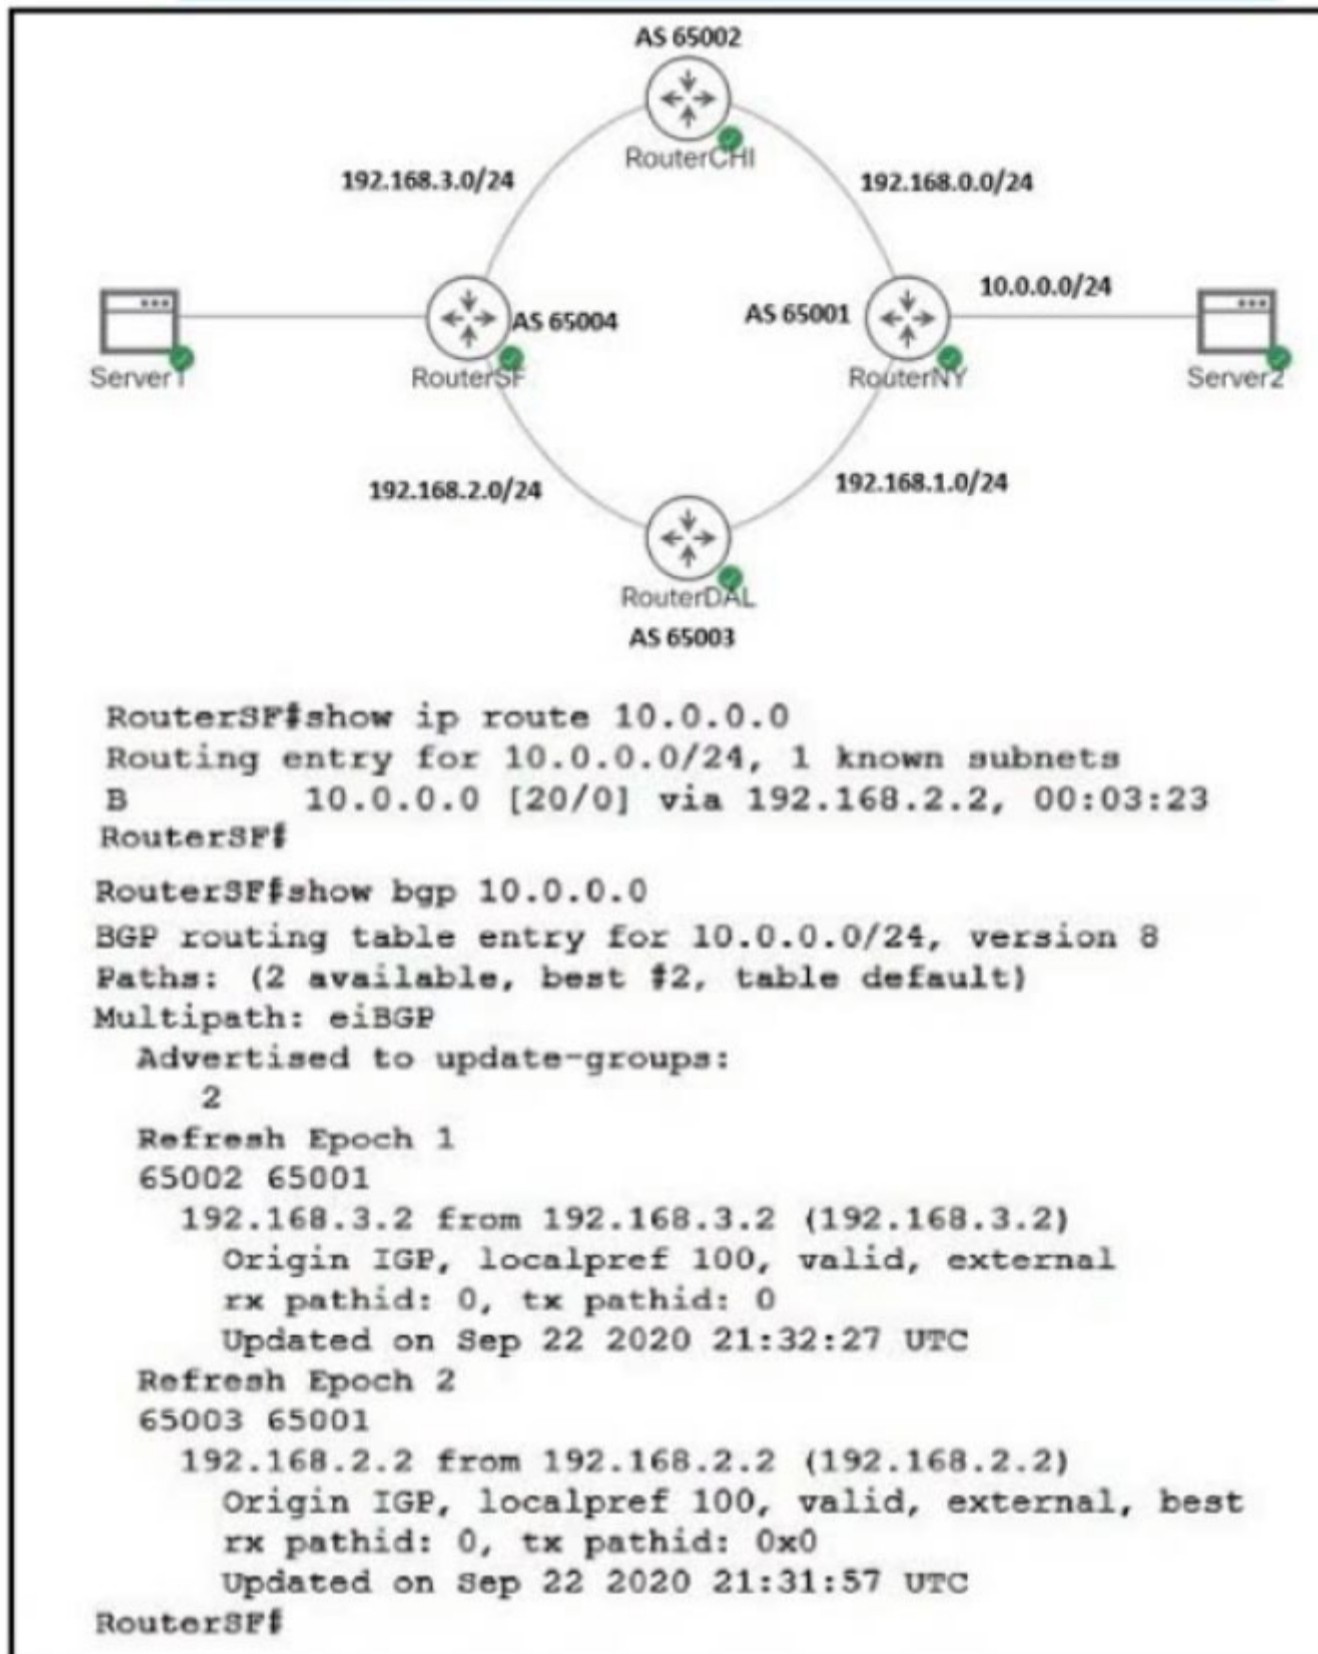 AS 65002
RouterCHI
192.168.3.0/24
192.168.0.0/24
10.0.0.0/24
AS 65004
AS 65001
Server1
RouterSF
RouterNY
Server2
192.168.2.0/24
192.168.1.0/24
RouterDAL
AS 65003
RouterSF#show ip route 10.0.0.0
Routing entry for 10.0.0.0/24, 1 known subnets
B 10.0.0.0 [20/0] via 192.168.2.2, 00:03:23
RouterSF#
RouterSF#show bgp 10.0.0.0
BGP routing table entry for 10.0.0.0/24, version 8
Paths: (2 available, best #2, table default)
Multipath: eiBGP
Advertised to update-groups:
2
Refresh Epoch 1
65002 65001
192.168.3.2 from 192.168.3.2 (192.168.3.2)
Origin IGP, localpref 100, valid, external
rx pathid: 0, tx pathid: 0
Updated on Sep 22 2020 21:32:27 UTC
Refresh Epoch 2
65003 65001
192.168.2.2 from 192.168.2.2 (192.168.2.2)
Origin IGP, localpref 100, valid, external, best
rx pathid: 0, tx pathid: 0x0
Updated on Sep 22 2020 21:31:57 UTC
RouterSF#